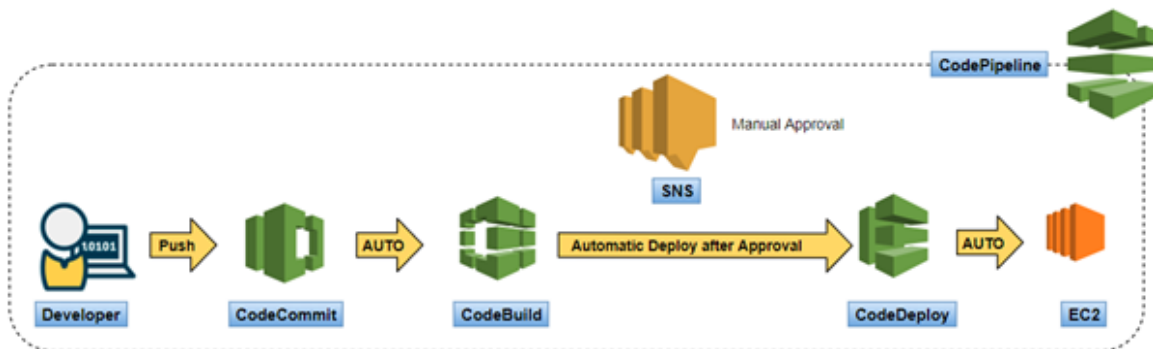 CodePipeline
Manual Approval
SNS
10101
Push
AUTO
Automatic Deploy after Approval
AUTO
Developer
CodeCommit
CodeBuild
CodeDeploy
EC2